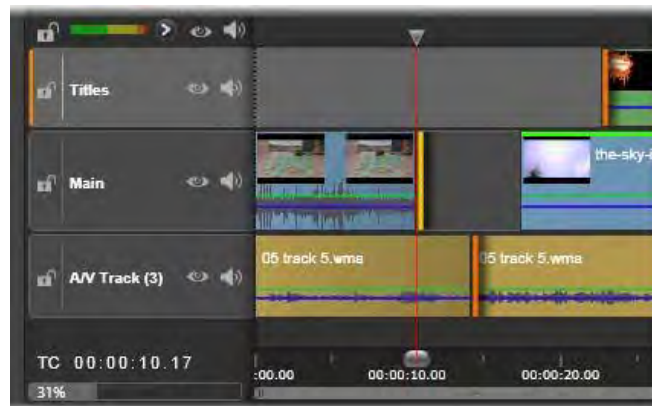 Titles
Main
the-sky-i
A/V Track (3)
05 track 5.wma
05 track 5.wma
TC 00:00:10.17
:00.00
00:00:10.00
00:00:20.00
31%